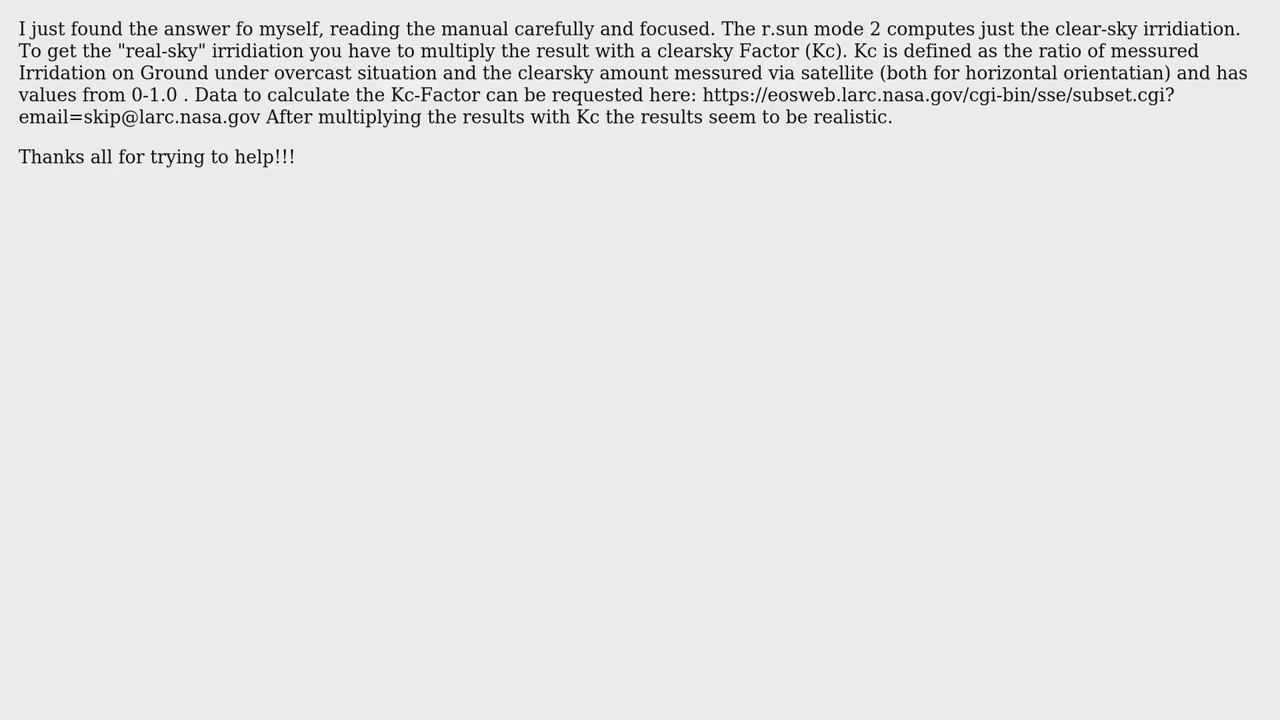 I just found the answer fo myself, reading the manual carefully and focused. The r.sun mode 2 computes just the clear-sky irridiation.
To get the "real-sky" irridiation you have to multiply the result with a clearsky Factor (Kc). Kc is defined as the ratio of messured
Irridation on Ground under overcast situation and the clearsky amount messured via satellite (both for horizontal orientatian) and has
values from 0-1.0 . Data to calculate the Kc-Factor can be requested here: https://eosweb.larc.nasa.gov/cgi-bin/sse/subset.cgi?
email=skip@larc.nasa.gov After multiplying the results with Kc the results seem to be realistic.
Thanks all for trying to help!!!